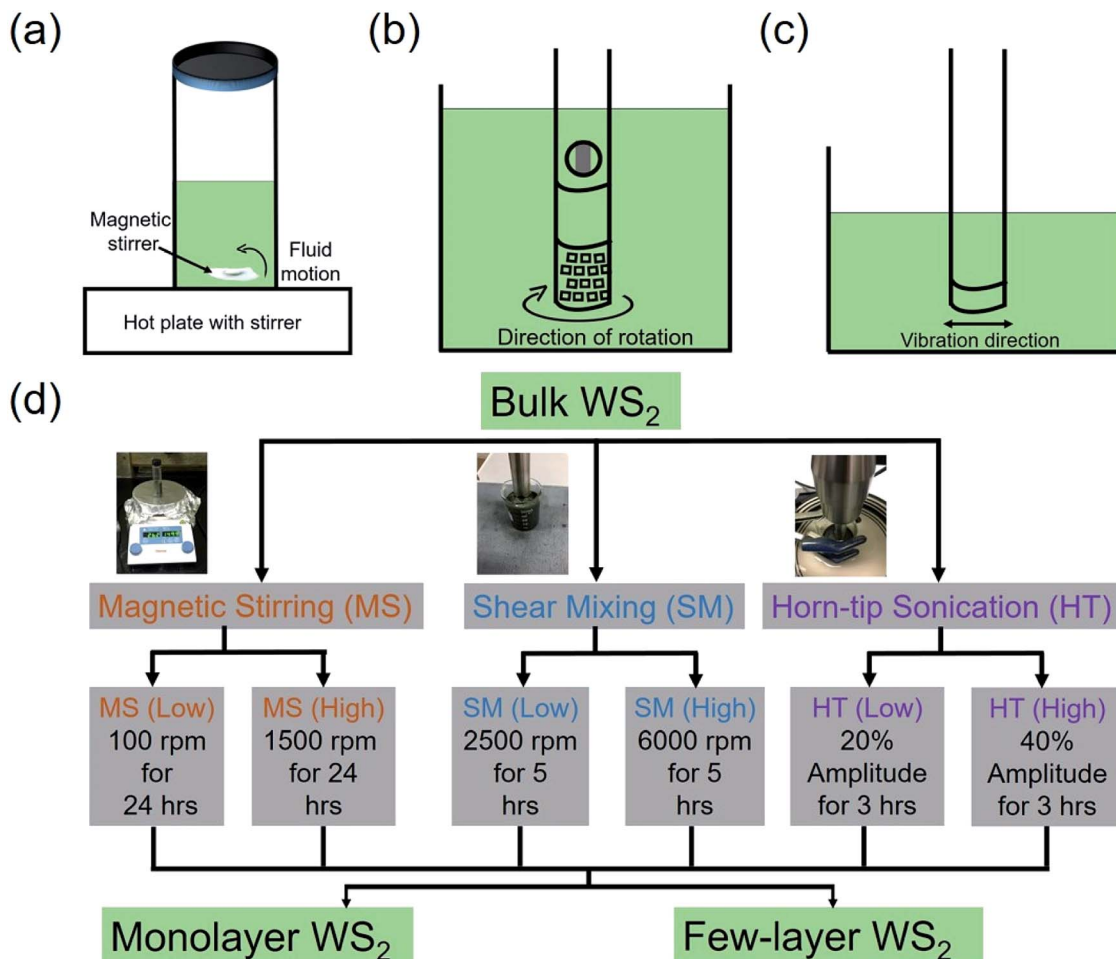 (a)
Magnetic
stirrer
Fluid
motion
Hot plate with stirrer
(b)
Direction of rotation
(c)
Vibration direction
(d)
Bulk WS₂
Magnetic Stirring (MS)
Shear Mixing (SM)
Horn-tip Sonication (HT)
MS (Low)
100 rpm
for
24 hrs
MS (High)
1500 rpm
for 24
hrs
SM (Low)
2500 rpm
for 5
hrs
SM (High)
6000 rpm
for 5
hrs
HT (Low)
20%
Amplitude
for 3 hrs
HT (High)
40%
Amplitude
for 3 hrs
Monolayer WS₂
Few-layer WS₂